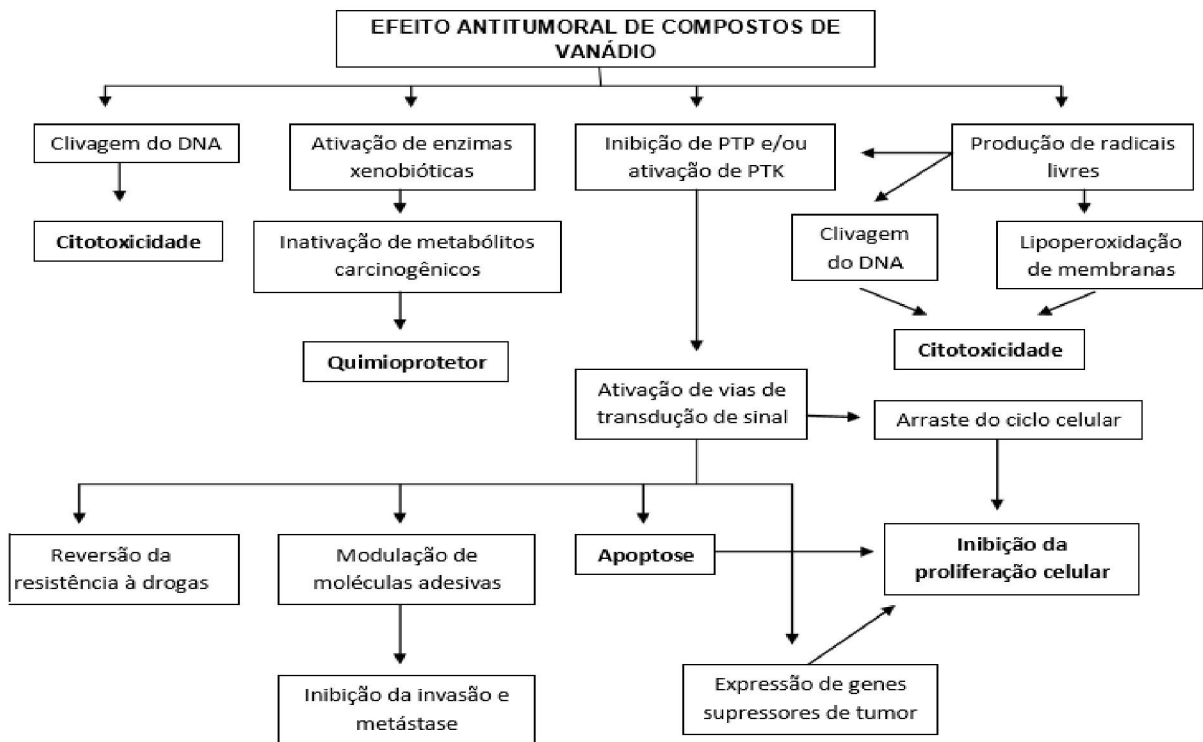 EFEITO ANTITUMORAL DE COMPOSTOS DE
VANÁDIO
Clivagem do DNA
Citotoxicidade
Ativação de enzimas
xenobióticas
Inativação de metabólitos
carcinogênicos
Quimioprotetor
Inibição de PTP e/ou
ativação de PTK
Produção de radicais
livres
Clivagem
do DNA
Lipoperoxidação
de membranas
Citotoxicidade
Ativação de vias de
transdução de sinal
Arraste do ciclo celular
Reversão da
resistência à drogas
Modulação de
moléculas adesivas
Apoptose
Inibição da
proliferação celular
Inibição da invasão e
metástase
Expressão de genes
supressores de tumor